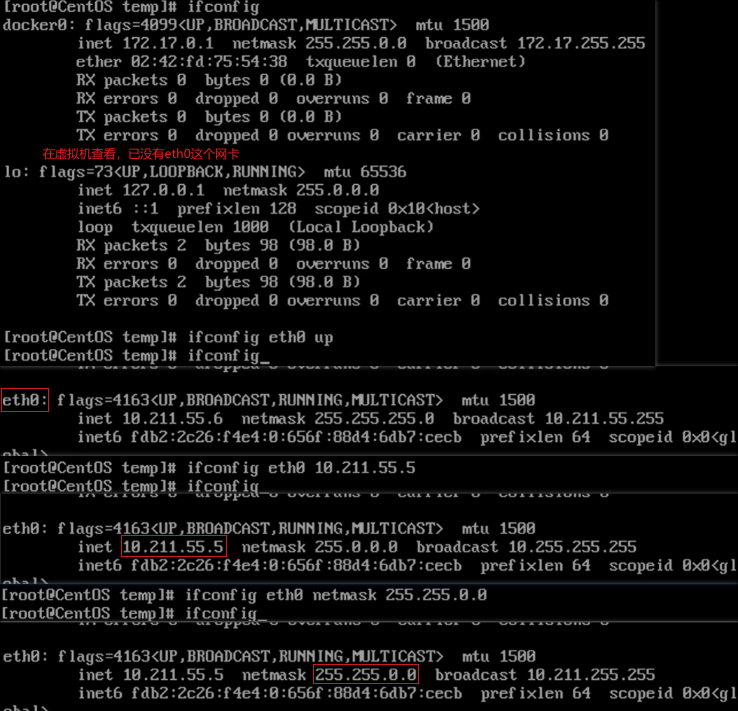 [root@CentOS temp]# ifconfig
docker0: flags=4099<UP,BROADCAST,MULTICAST>  mtu 1500
inet 172.17.0.1  netmask 255.255.0.0  broadcast 172.17.255.255
ether 02:42:fd:75:54:38  txqueuelen 0  (Ethernet)
RX packets 0  bytes 0 (0.0 B)
RX errors 0  dropped 0  overruns 0  frame 0
TX packets 0  bytes 0 (0.0 B)
TX errors 0  dropped 0 overruns 0  carrier 0  collisions 0
在虚拟机查看，已没有eth0这个网卡
lo: flags=73<UP,LOOPBACK,RUNNING>  mtu 65536
inet 127.0.0.1  netmask 255.0.0.0
inet6 ::1  prefixlen 128  scopeid 0x10<host>
loop  txqueuelen 1000  (Local Loopback)
RX packets 2  bytes 98 (98.0 B)
RX errors 0  dropped 0  overruns 0  frame 0
TX packets 2  bytes 98 (98.0 B)
TX errors 0  dropped 0 overruns 0  carrier 0  collisions 0
[root@CentOS temp]# ifconfig eth0 up
[root@CentOS temp]# ifconfig_
eth0: flags=4163<UP,BROADCAST,RUNNING,MULTICAST>  mtu 1500
inet 10.211.55.6  netmask 255.255.255.0  broadcast 10.211.55.255
inet6 fdb2:2c26:f4e4:0:656f:88d4:6db7:cecb  prefixlen 64  scopeid 0x0<gl
obal>
[root@CentOS temp]# ifconfig eth0 10.211.55.5
[root@CentOS temp]# ifconfig
eth0: flags=4163<UP,BROADCAST,RUNNING,MULTICAST>  mtu 1500
inet 10.211.55.5  netmask 255.0.0.0  broadcast 10.255.255.255
inet6 fdb2:2c26:f4e4:0:656f:88d4:6db7:cecb  prefixlen 64  scopeid 0x0<gl
obal>
[root@CentOS temp]# ifconfig eth0 netmask 255.255.0.0
[root@CentOS temp]# ifconfig_
eth0: flags=4163<UP,BROADCAST,RUNNING,MULTICAST>  mtu 1500
inet 10.211.55.5  netmask 255.255.0.0  broadcast 10.211.255.255
inet6 fdb2:2c26:f4e4:0:656f:88d4:6db7:cecb  prefixlen 64  scopeid 0x0<gl
obal>